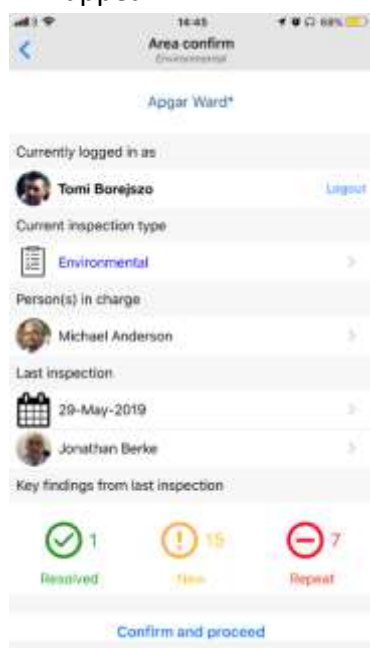 16:45
Area confirm
Environmental
Apgar Ward*
Currently logged in as
Tomi Borejszo
Logout
Current inspection type
Environmental
Person(s) in charge
Michael Anderson
Last inspection
29-May-2019
Jonathan Berke
Key findings from last inspection
1
15
7
Resolved
New
Repeat
Confirm and proceed